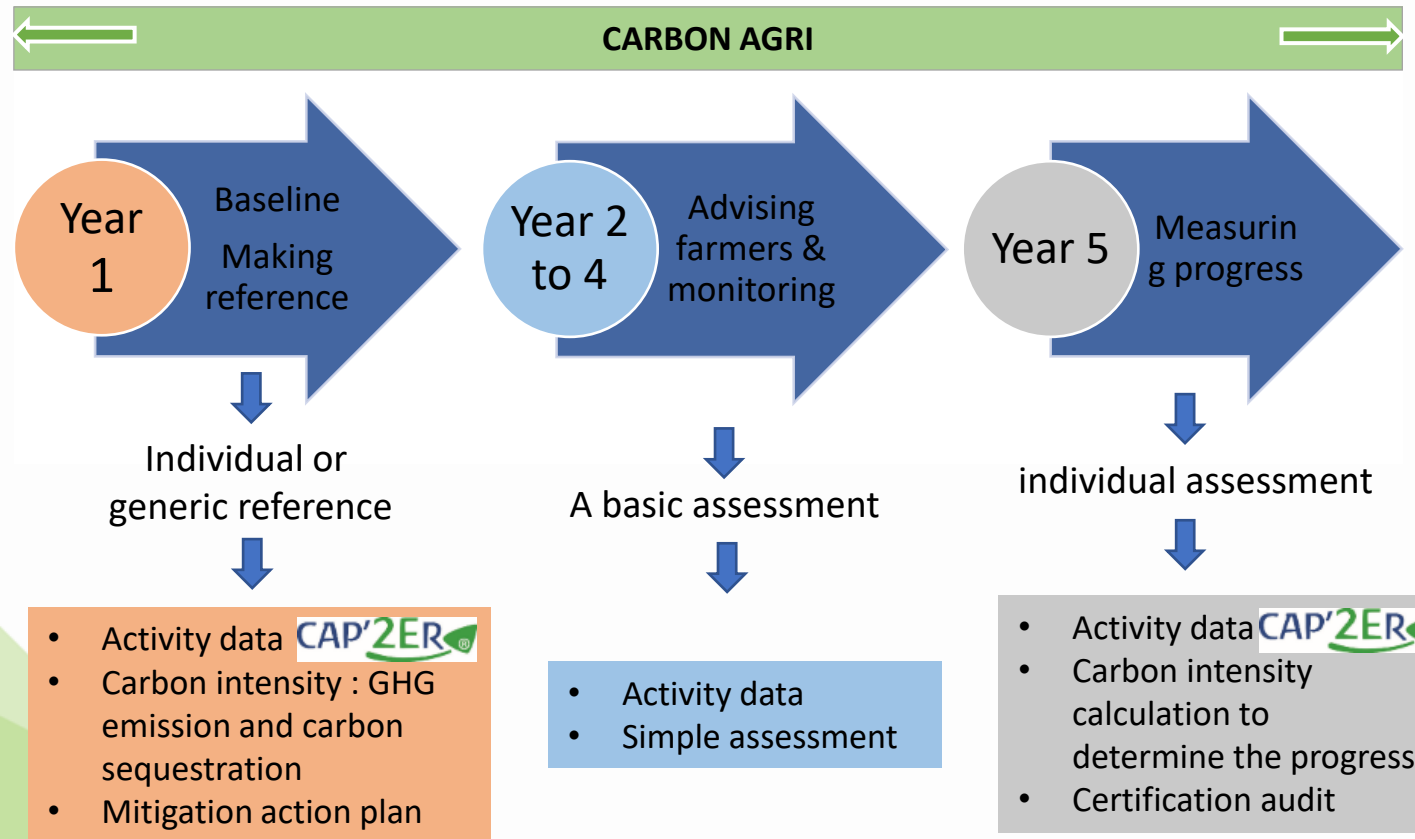 CARBON AGRI
Year
1
Baseline
Making
reference
Year 2
to 4
Advising
farmers &
monitoring
Year 5
Measurin
g progress
Individual or
generic reference
A basic assessment
individual assessment
• Activity data CAP'2ER®
• Carbon intensity : GHG
emission and carbon
sequestration
• Mitigation action plan
• Activity data
• Simple assessment
• Activity data CAP'2ER
• Carbon intensity
calculation to
determine the progress
• Certification audit